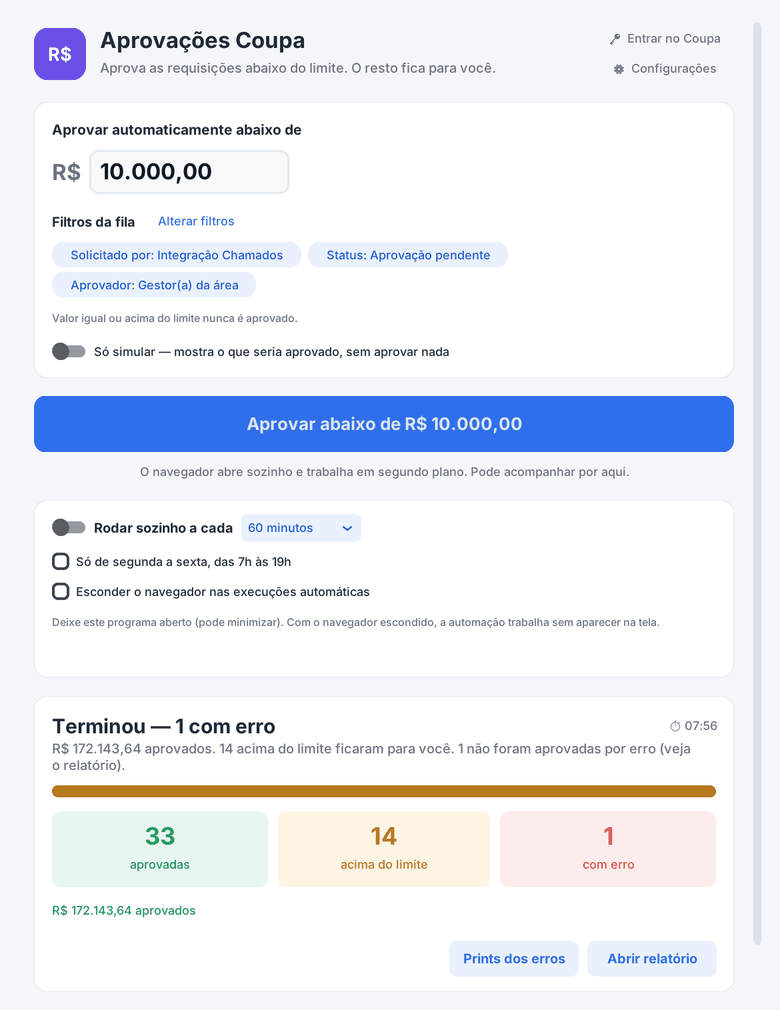 R$
Aprovações Coupa
Aprova as requisições abaixo do limite. O resto fica para você.
Entrar no Coupa
Configurações
Aprovar automaticamente abaixo de
R$ 10.000,00
Filtros da fila Alterar filtros
Solicitado por: Integração Chamados Status: Aprovação pendente
Aprovador: Gestor(a) da área
Valor igual ou acima do limite nunca é aprovado.
Só simular — mostra o que seria aprovado, sem aprovar nada
Aprovar abaixo de R$ 10.000,00
O navegador abre sozinho e trabalha em segundo plano. Pode acompanhar por aqui.
Rodar sozinho a cada 60 minutos
Só de segunda a sexta, das 7h às 19h
Esconder o navegador nas execuções automáticas
Deixe este programa aberto (pode minimizar). Com o navegador escondido, a automação trabalha sem aparecer na tela.
Terminou — 1 com erro 07:56
R$ 172.143,64 aprovados. 14 acima do limite ficaram para você. 1 não foram aprovadas por erro (veja
o relatório).
33 14 1
aprovadas acima do limite com erro
R$ 172.143,64 aprovados
Prints dos erros Abrir relatório